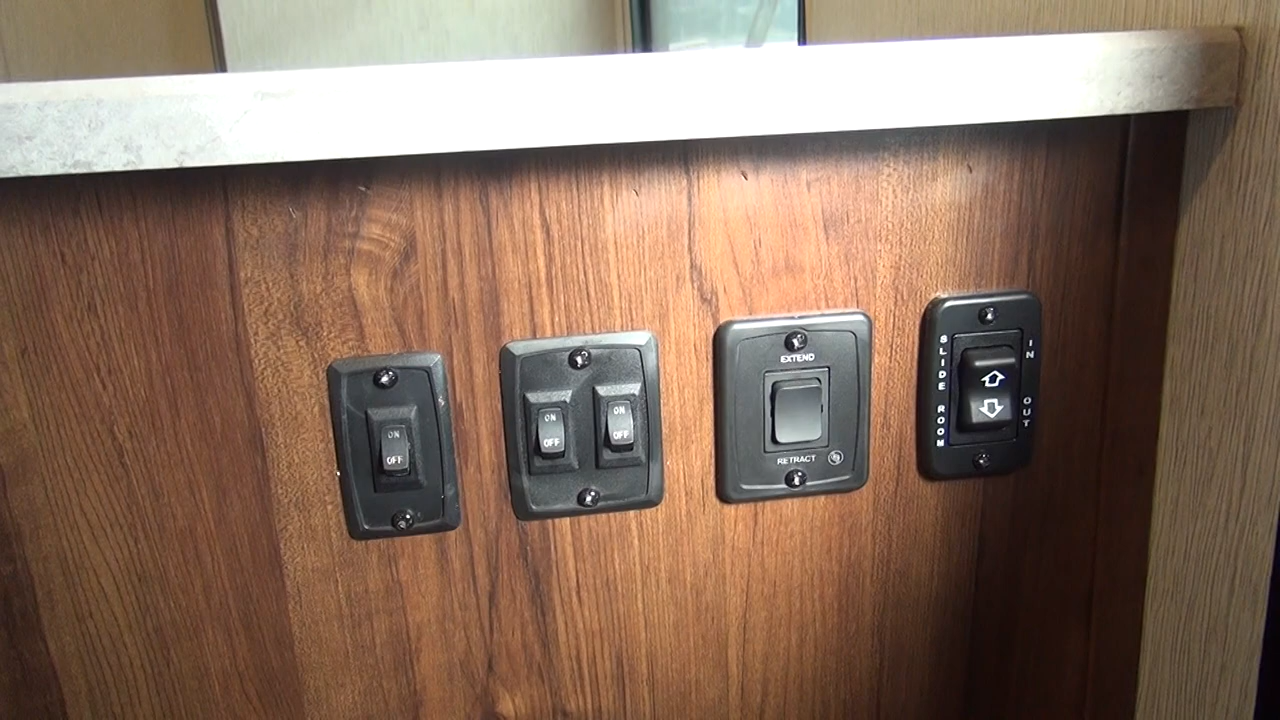 ON
OFF
ON
OFF
ON
OFF
EXTEND
RETRACT
SLIDE ROOM
IN
OUT